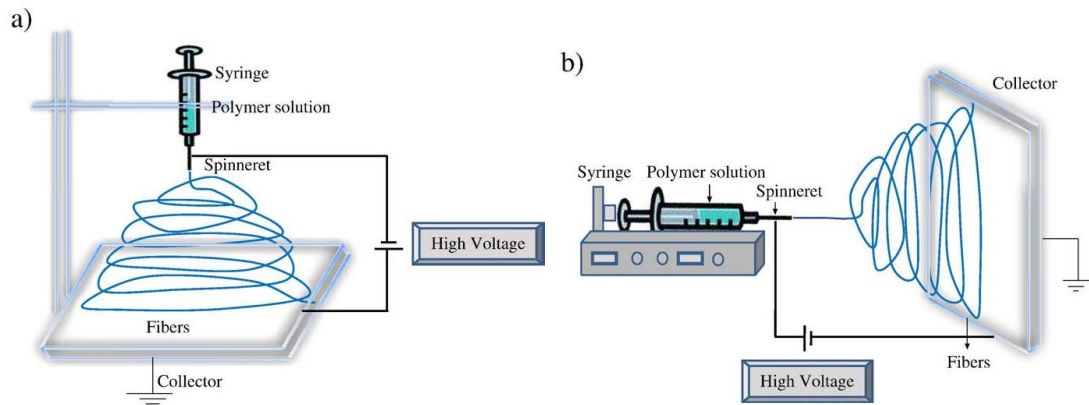 a)
Syringe
Polymer solution
Spinneret
High Voltage
Fibers
Collector
b)
Collector
Syringe
Polymer solution
Spinneret
Fibers
High Voltage